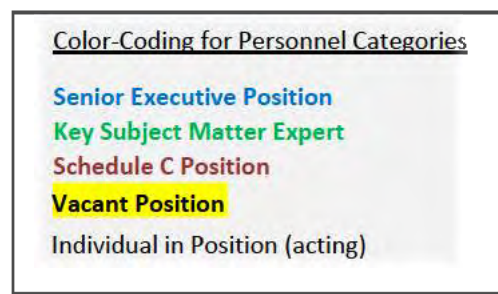 Color-Coding for Personnel Categories
Senior Executive Position
Key Subject Matter Expert
Schedule C Position
Vacant Position
Individual in Position (acting)